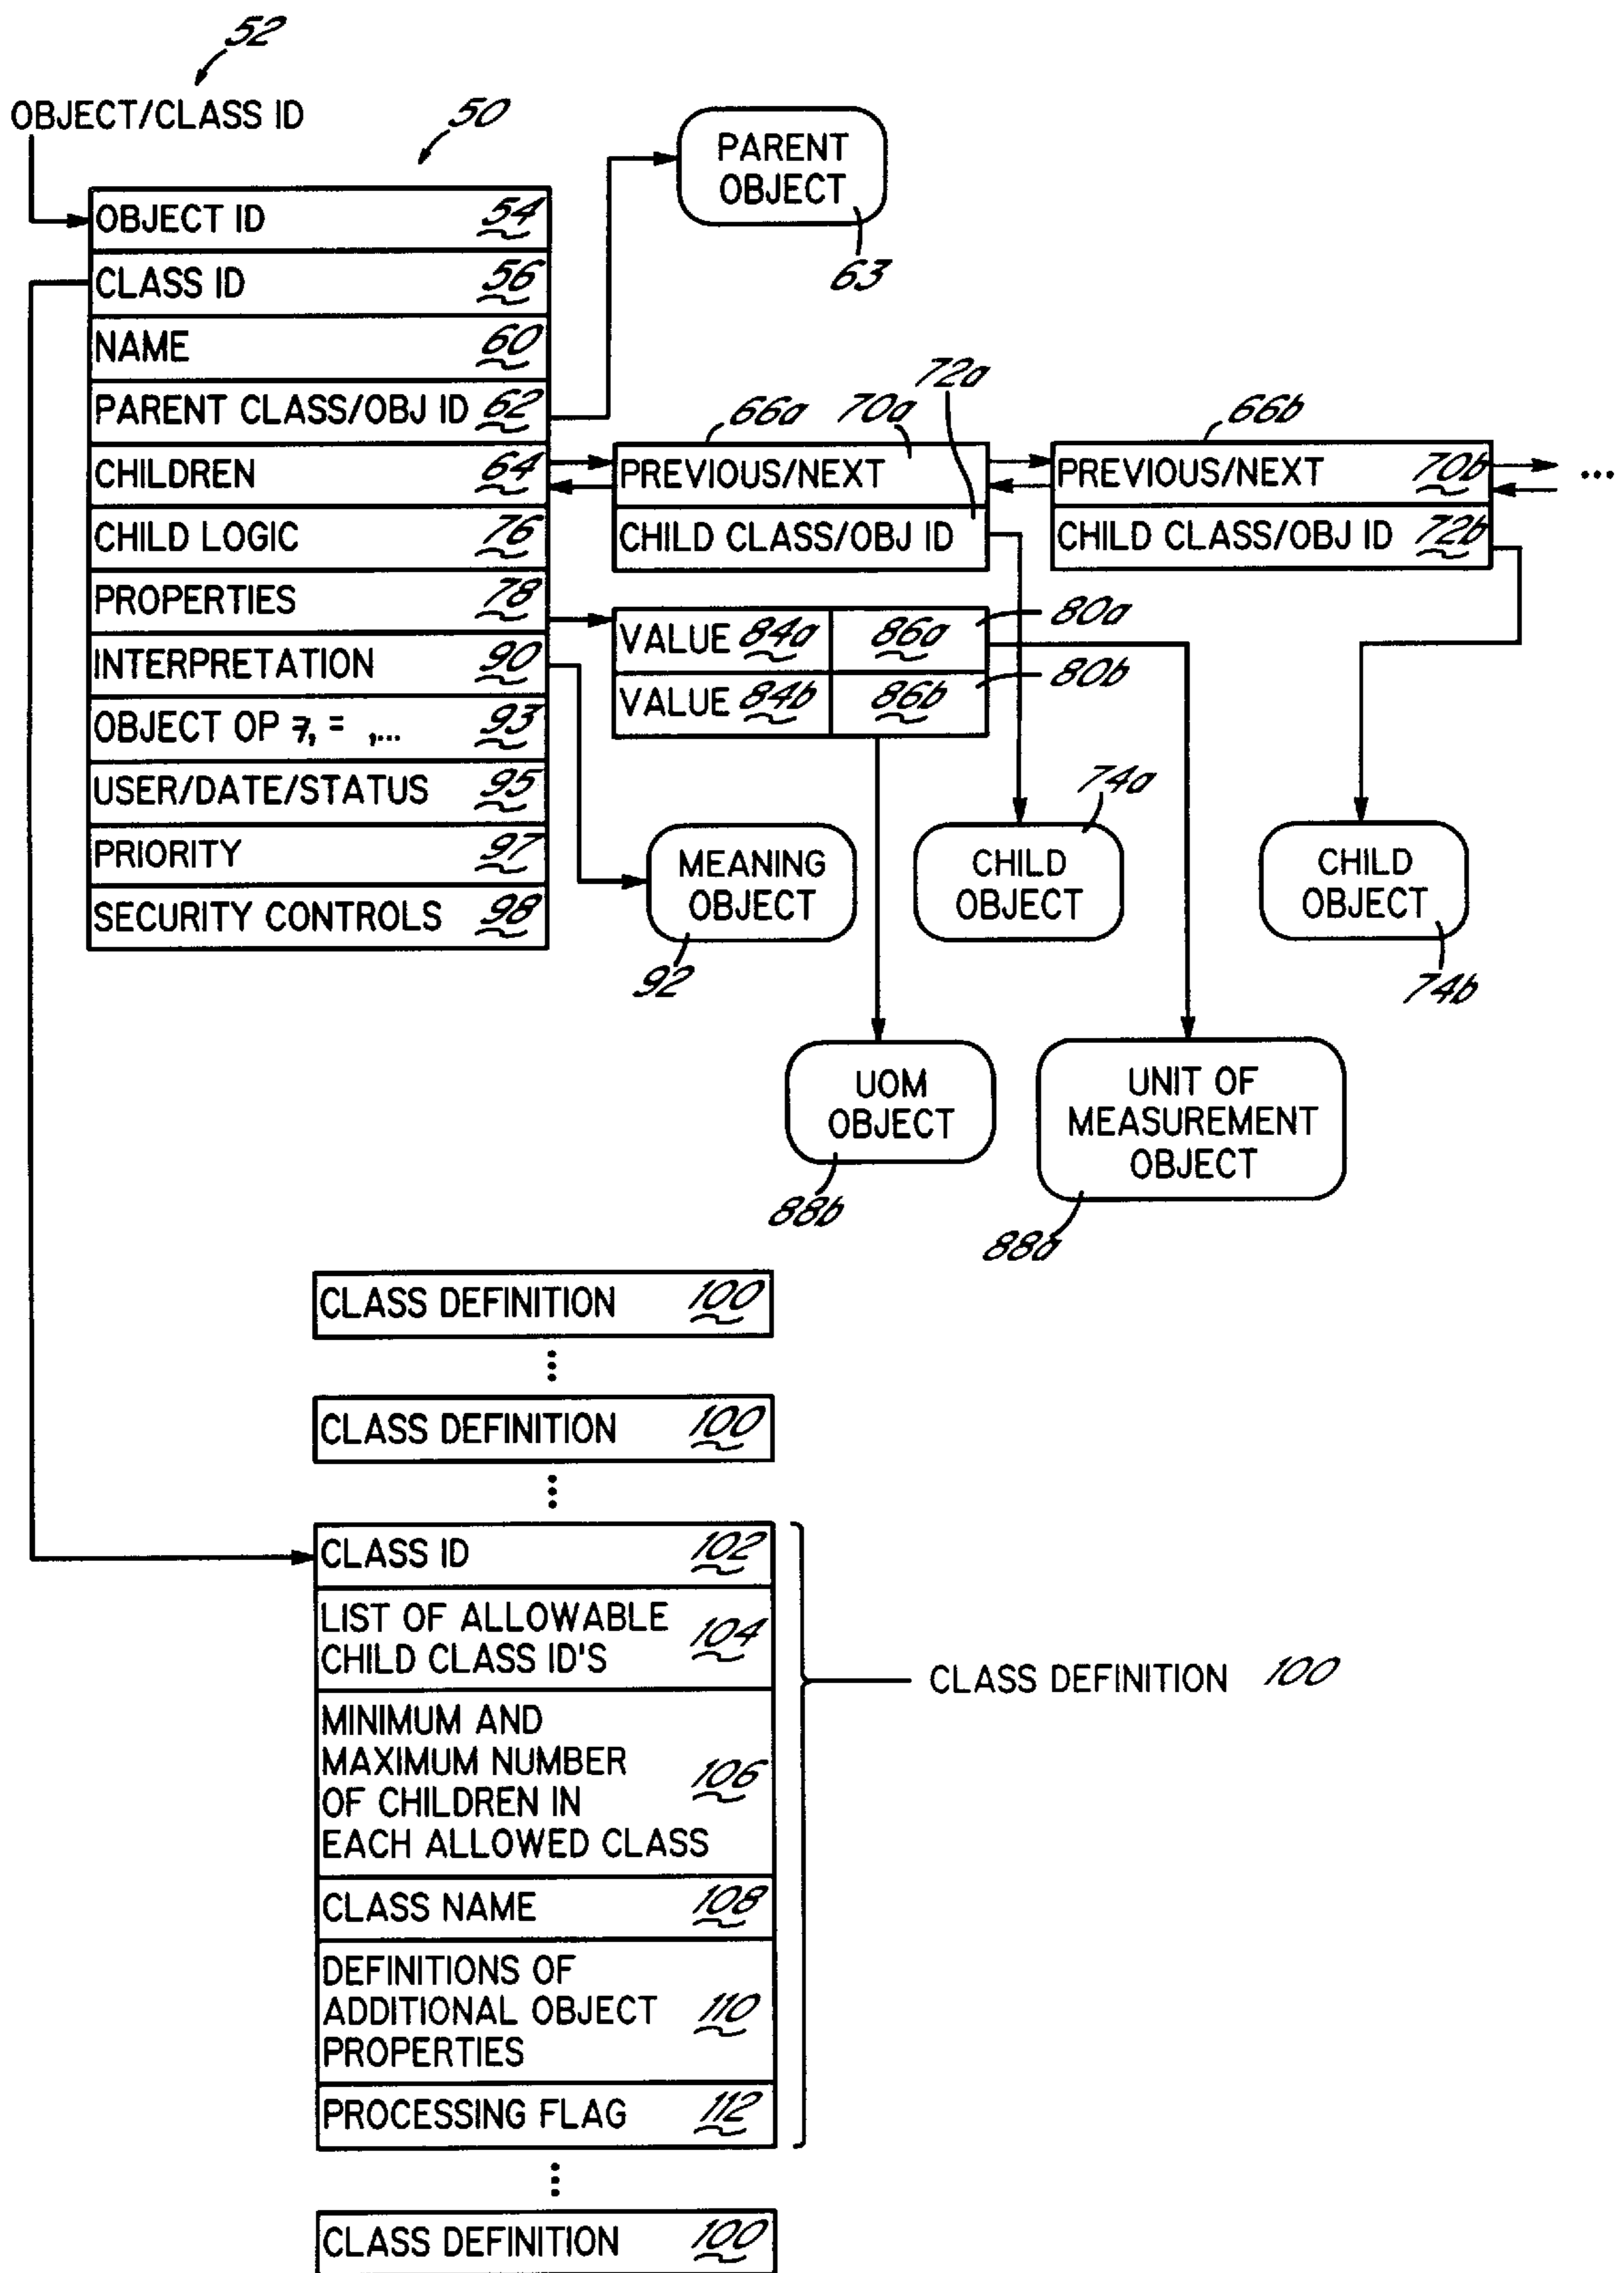 52
OBJECT/CLASS ID
50
OBJECT ID 54
CLASS ID 56
NAME 60
PARENT CLASS/OBJ ID 62
CHILDREN 64
CHILD LOGIC 76
PROPERTIES 78
INTERPRETATION 90
OBJECT OP 7, = ,... 93
USER/DATE/STATUS 95
PRIORITY 97
SECURITY CONTROLS 98
PARENT
OBJECT
63
66a 70a 72a
PREVIOUS/NEXT
CHILD CLASS/OBJ ID
66b
PREVIOUS/NEXT 70b
CHILD CLASS/OBJ ID 72b
...
VALUE 84a 86a 80a
VALUE 84b 86b 80b
MEANING
OBJECT
92
CHILD
OBJECT
74a
CHILD
OBJECT
74b
UOM
OBJECT
88b
UNIT OF
MEASUREMENT
OBJECT
88a
CLASS DEFINITION 100
CLASS DEFINITION 100
CLASS ID 102
LIST OF ALLOWABLE
CHILD CLASS ID'S 104
MINIMUM AND
MAXIMUM NUMBER
OF CHILDREN IN
EACH ALLOWED CLASS 106
CLASS NAME 108
DEFINITIONS OF
ADDITIONAL OBJECT
PROPERTIES 110
PROCESSING FLAG 112
CLASS DEFINITION 100
CLASS DEFINITION 100